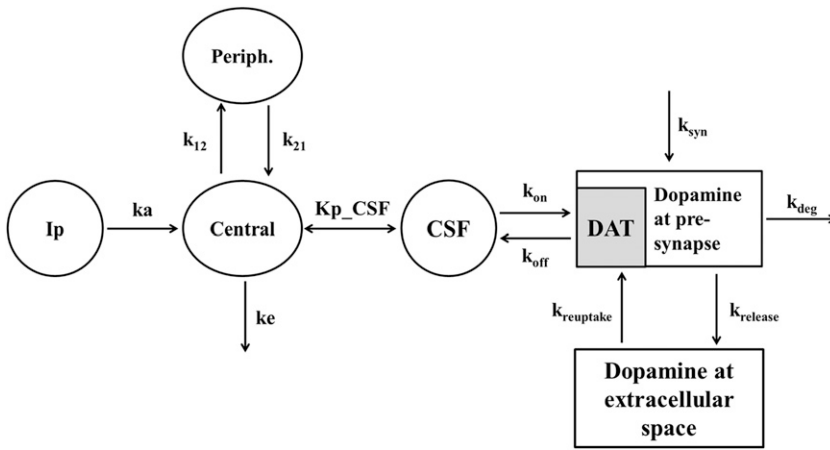 Periph.
k12
k21
ksyn
Ip
ka
Central
Kp_CSF
CSF
kon
koff
DAT
Dopamine
at pre-
synapse
kdeg
ke
kreuptake
krelease
Dopamine at
extracellular
space